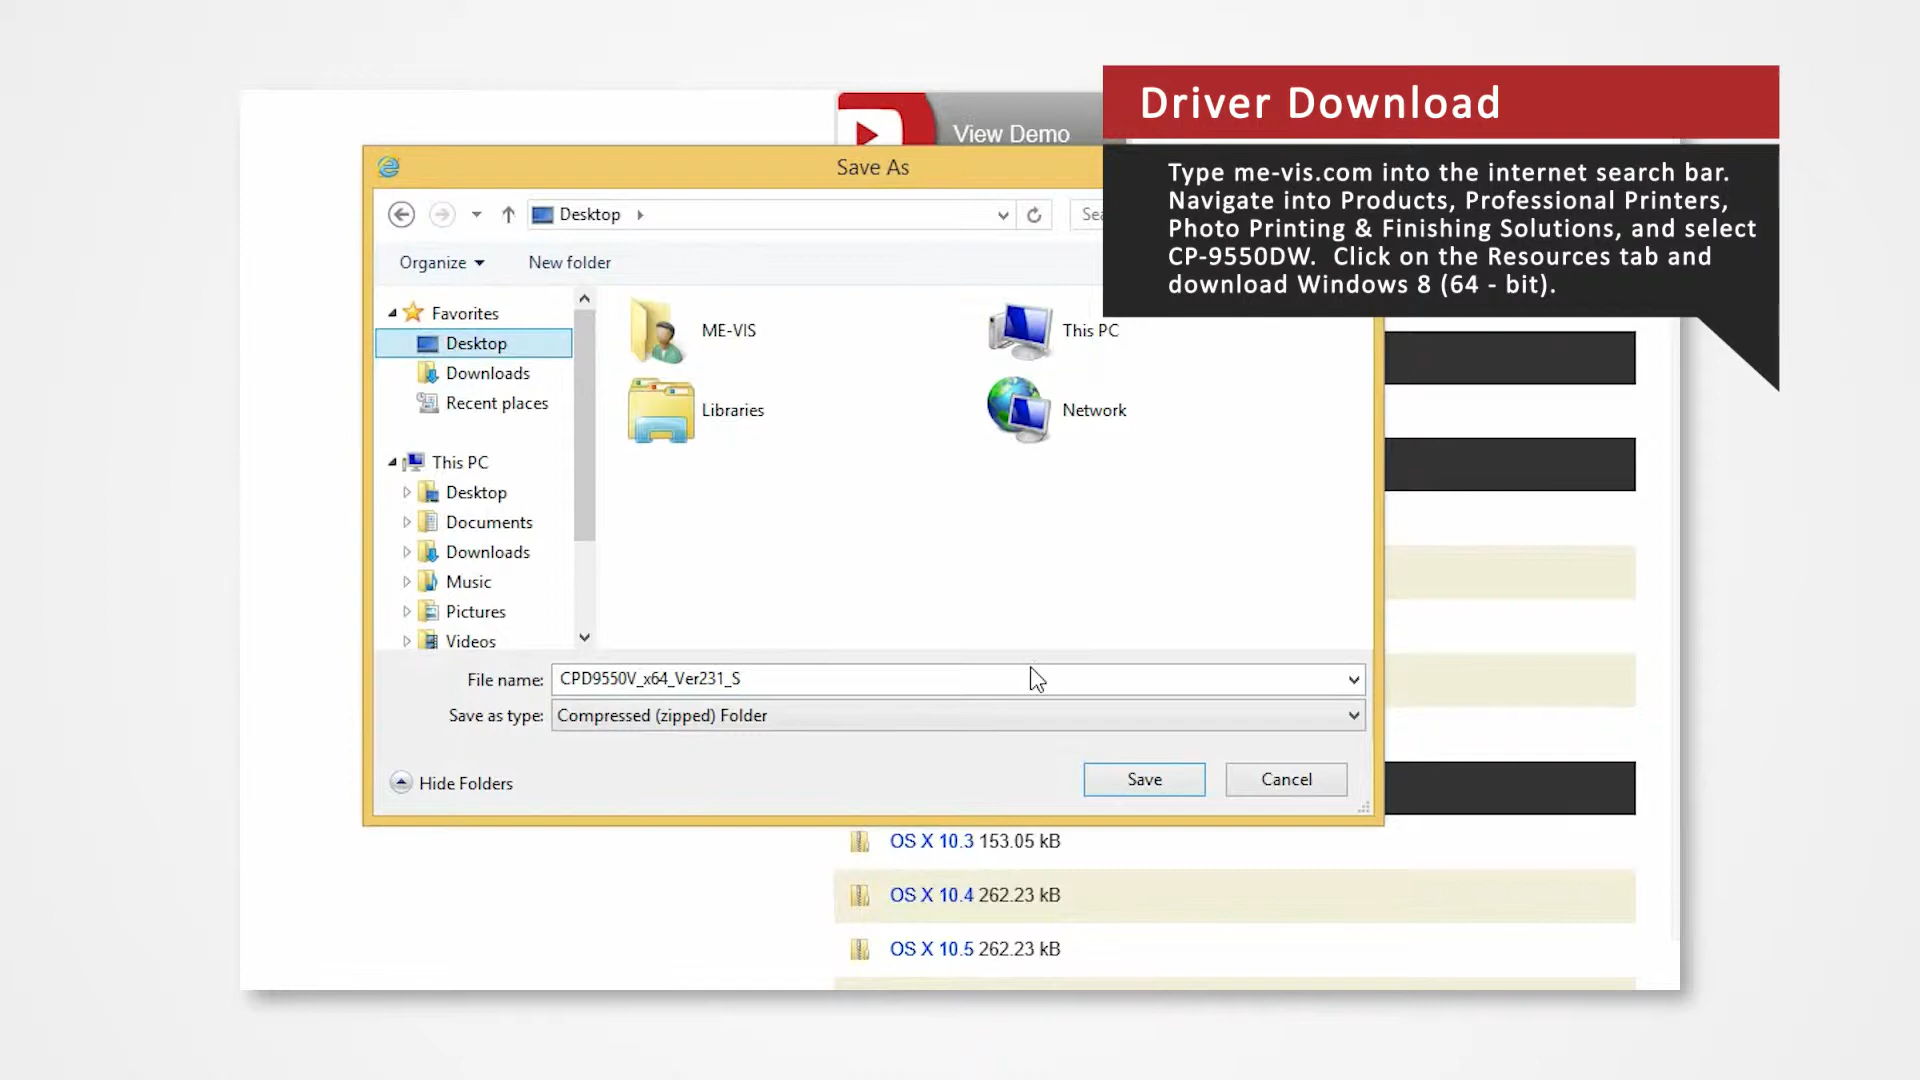 Driver Download
Type me-vis.com into the internet search bar.
Navigate into Products, Professional Printers,
Photo Printing & Finishing Solutions, and select
CP-9550DW. Click on the Resources tab and
download Windows 8 (64 - bit).
View Demo
Save As
Desktop
Organize
New folder
Favorites
Desktop
Downloads
Recent places
This PC
Desktop
Documents
Downloads
Music
Pictures
Videos
ME-VIS
This PC
Libraries
Network
File name: CPD9550V_x64_Ver231_S
Save as type: Compressed (zipped) Folder
Hide Folders
Save
Cancel
OS X 10.3 153.05 kB
OS X 10.4 262.23 kB
OS X 10.5 262.23 kB